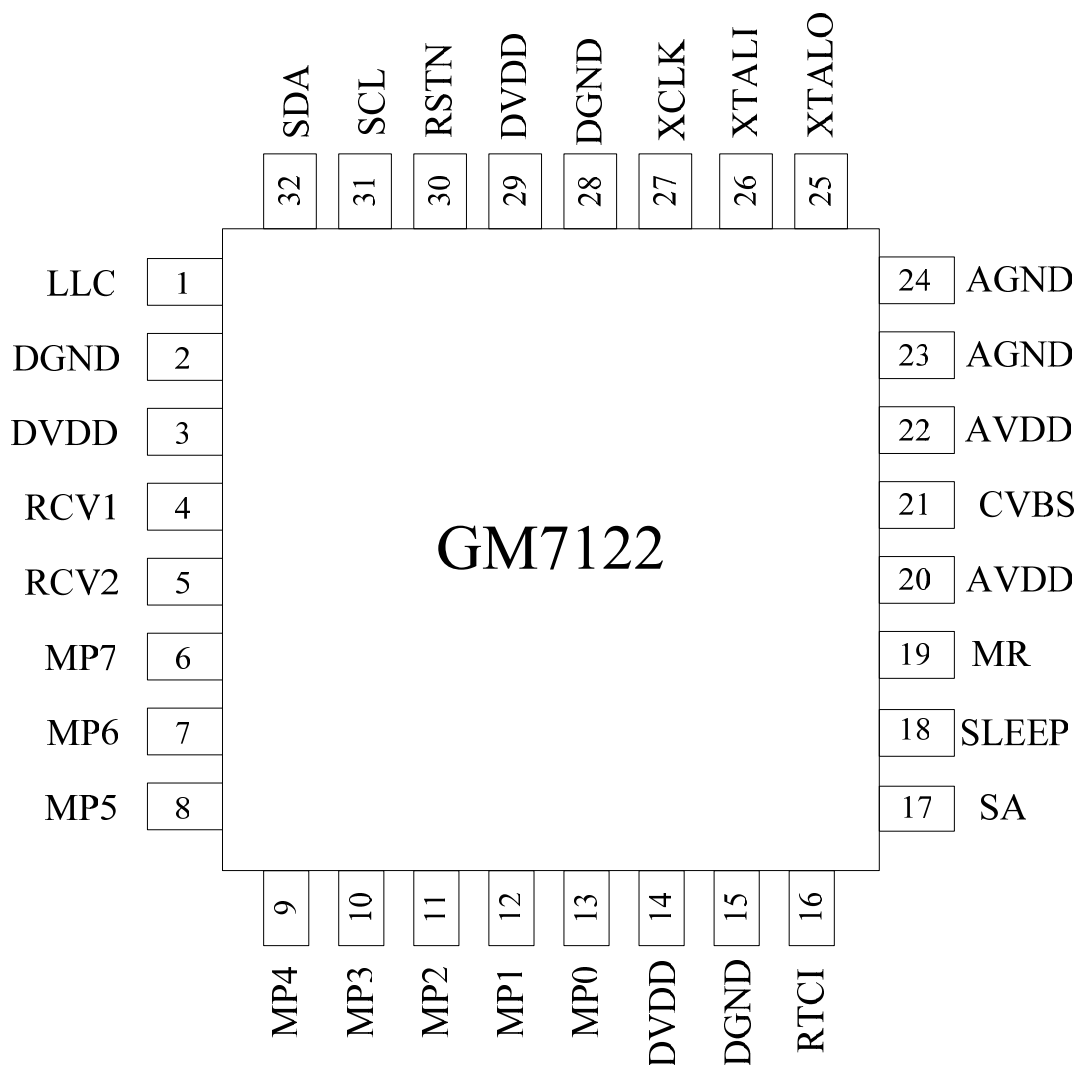 SDA
SCL
RSTN
DVDD
DGND
XCLK
XTALI
XTALO
32
31
30
29
28
27
26
25
LLC 1
DGND 2
DVDD 3
RCV1 4
RCV2 5
MP7 6
MP6 7
MP5 8
GM7122
24 AGND
23 AGND
22 AVDD
21 CVBS
20 AVDD
19 MR
18 SLEEP
17 SA
9
10
11
12
13
14
15
16
MP4
MP3
MP2
MP1
MP0
DVDD
DGND
RTCI